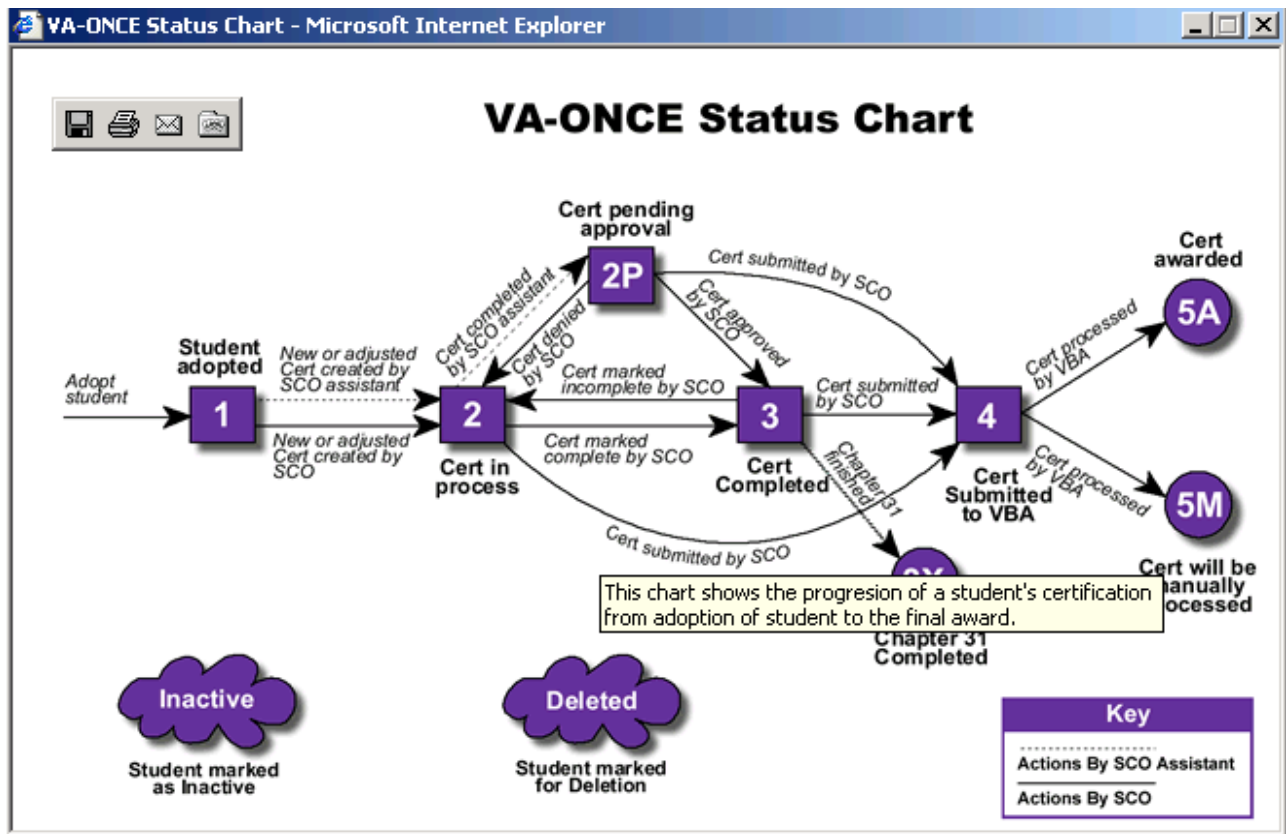 VA-ONCE Status Chart - Microsoft Internet Explorer
VA-ONCE Status Chart
Cert pending
approval
2P
Cert submitted by SCO
Cert
awarded
5A
Cert completed
by SCO assistant
Cert denied
by SCO
Cert approved
by SCO
Cert processed
by VBA
Adopt
student
Student
adopted
1
New or adjusted
Cert created by
SCO assistant
New or adjusted
Cert created by
SCO
2
Cert in
process
Cert marked
incomplete by SCO
Cert marked
complete by SCO
3
Cert
Completed
Cert submitted
by SCO
4
Cert
Submitted
to VBA
Cert processed
by VBA
5M
Cert will be
Chapter 31
finished
Cert submitted by SCO
This chart shows the progresion of a student's certification
from adoption of student to the final award.
Chapter 31
Completed
Inactive
Student marked
as Inactive
Deleted
Student marked
for Deletion
Key
Actions By SCO Assistant
Actions By SCO